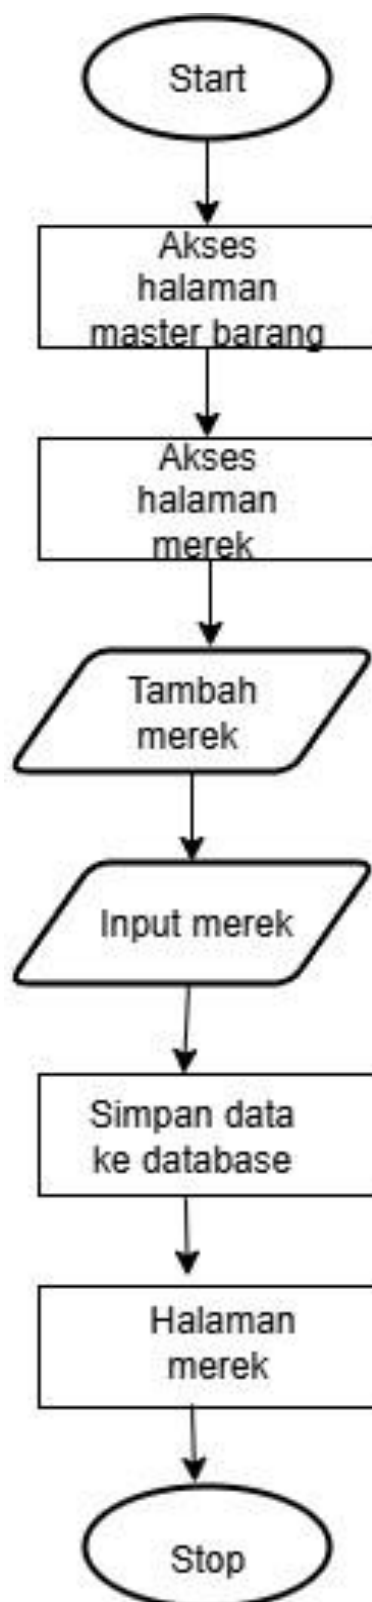 Start
Akses
halaman
master barang
Akses
halaman
merek
Tambah
merek
Input merek
Simpan data
ke database
Halaman
merek
Stop